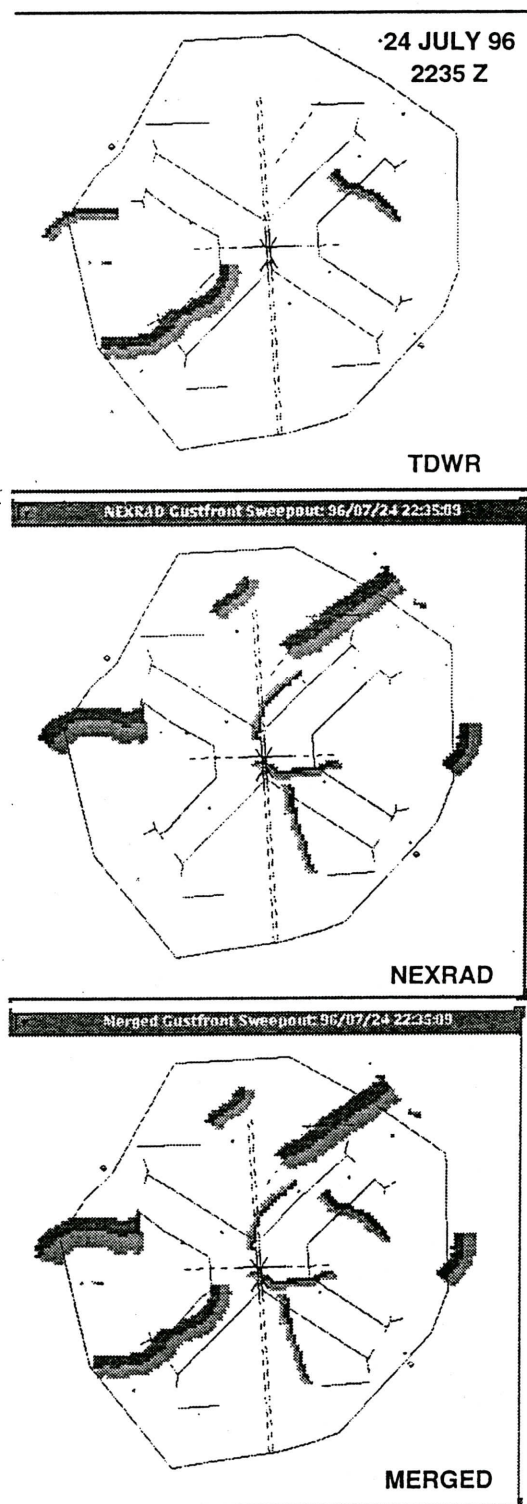 24 JULY 96
2235 Z
TDWR
NEXRAD Gustfront Sweepout: 96/07/24 22:35:09
NEXRAD
Merged Gustfront Sweepout: 96/07/24 22:35:09
MERGED